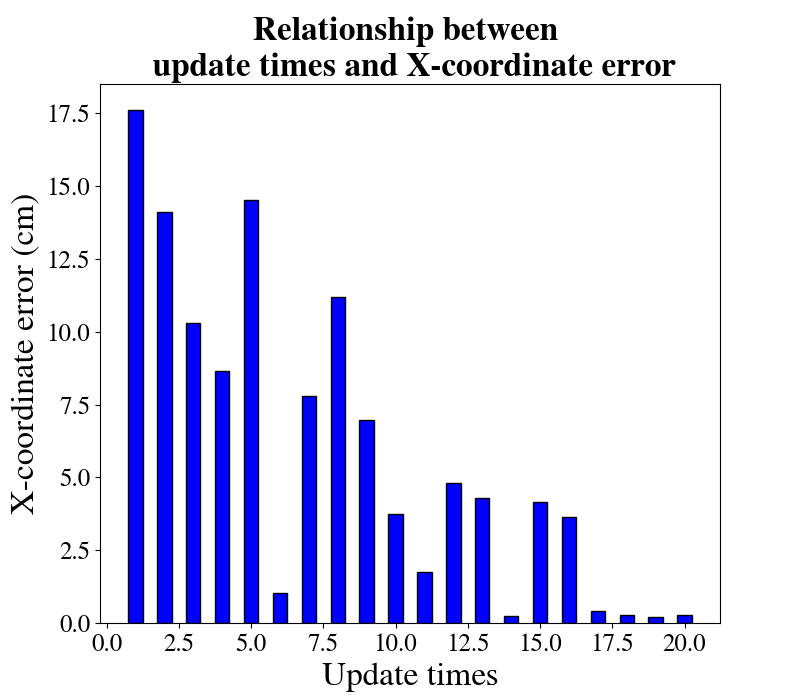 Relationship between
update times and X-coordinate error
17.5
15.0
12.5
10.0
7.5
5.0
2.5
0.0
X-coordinate error (cm)
0.0 2.5 5.0 7.5 10.0 12.5 15.0 17.5 20.0
Update times